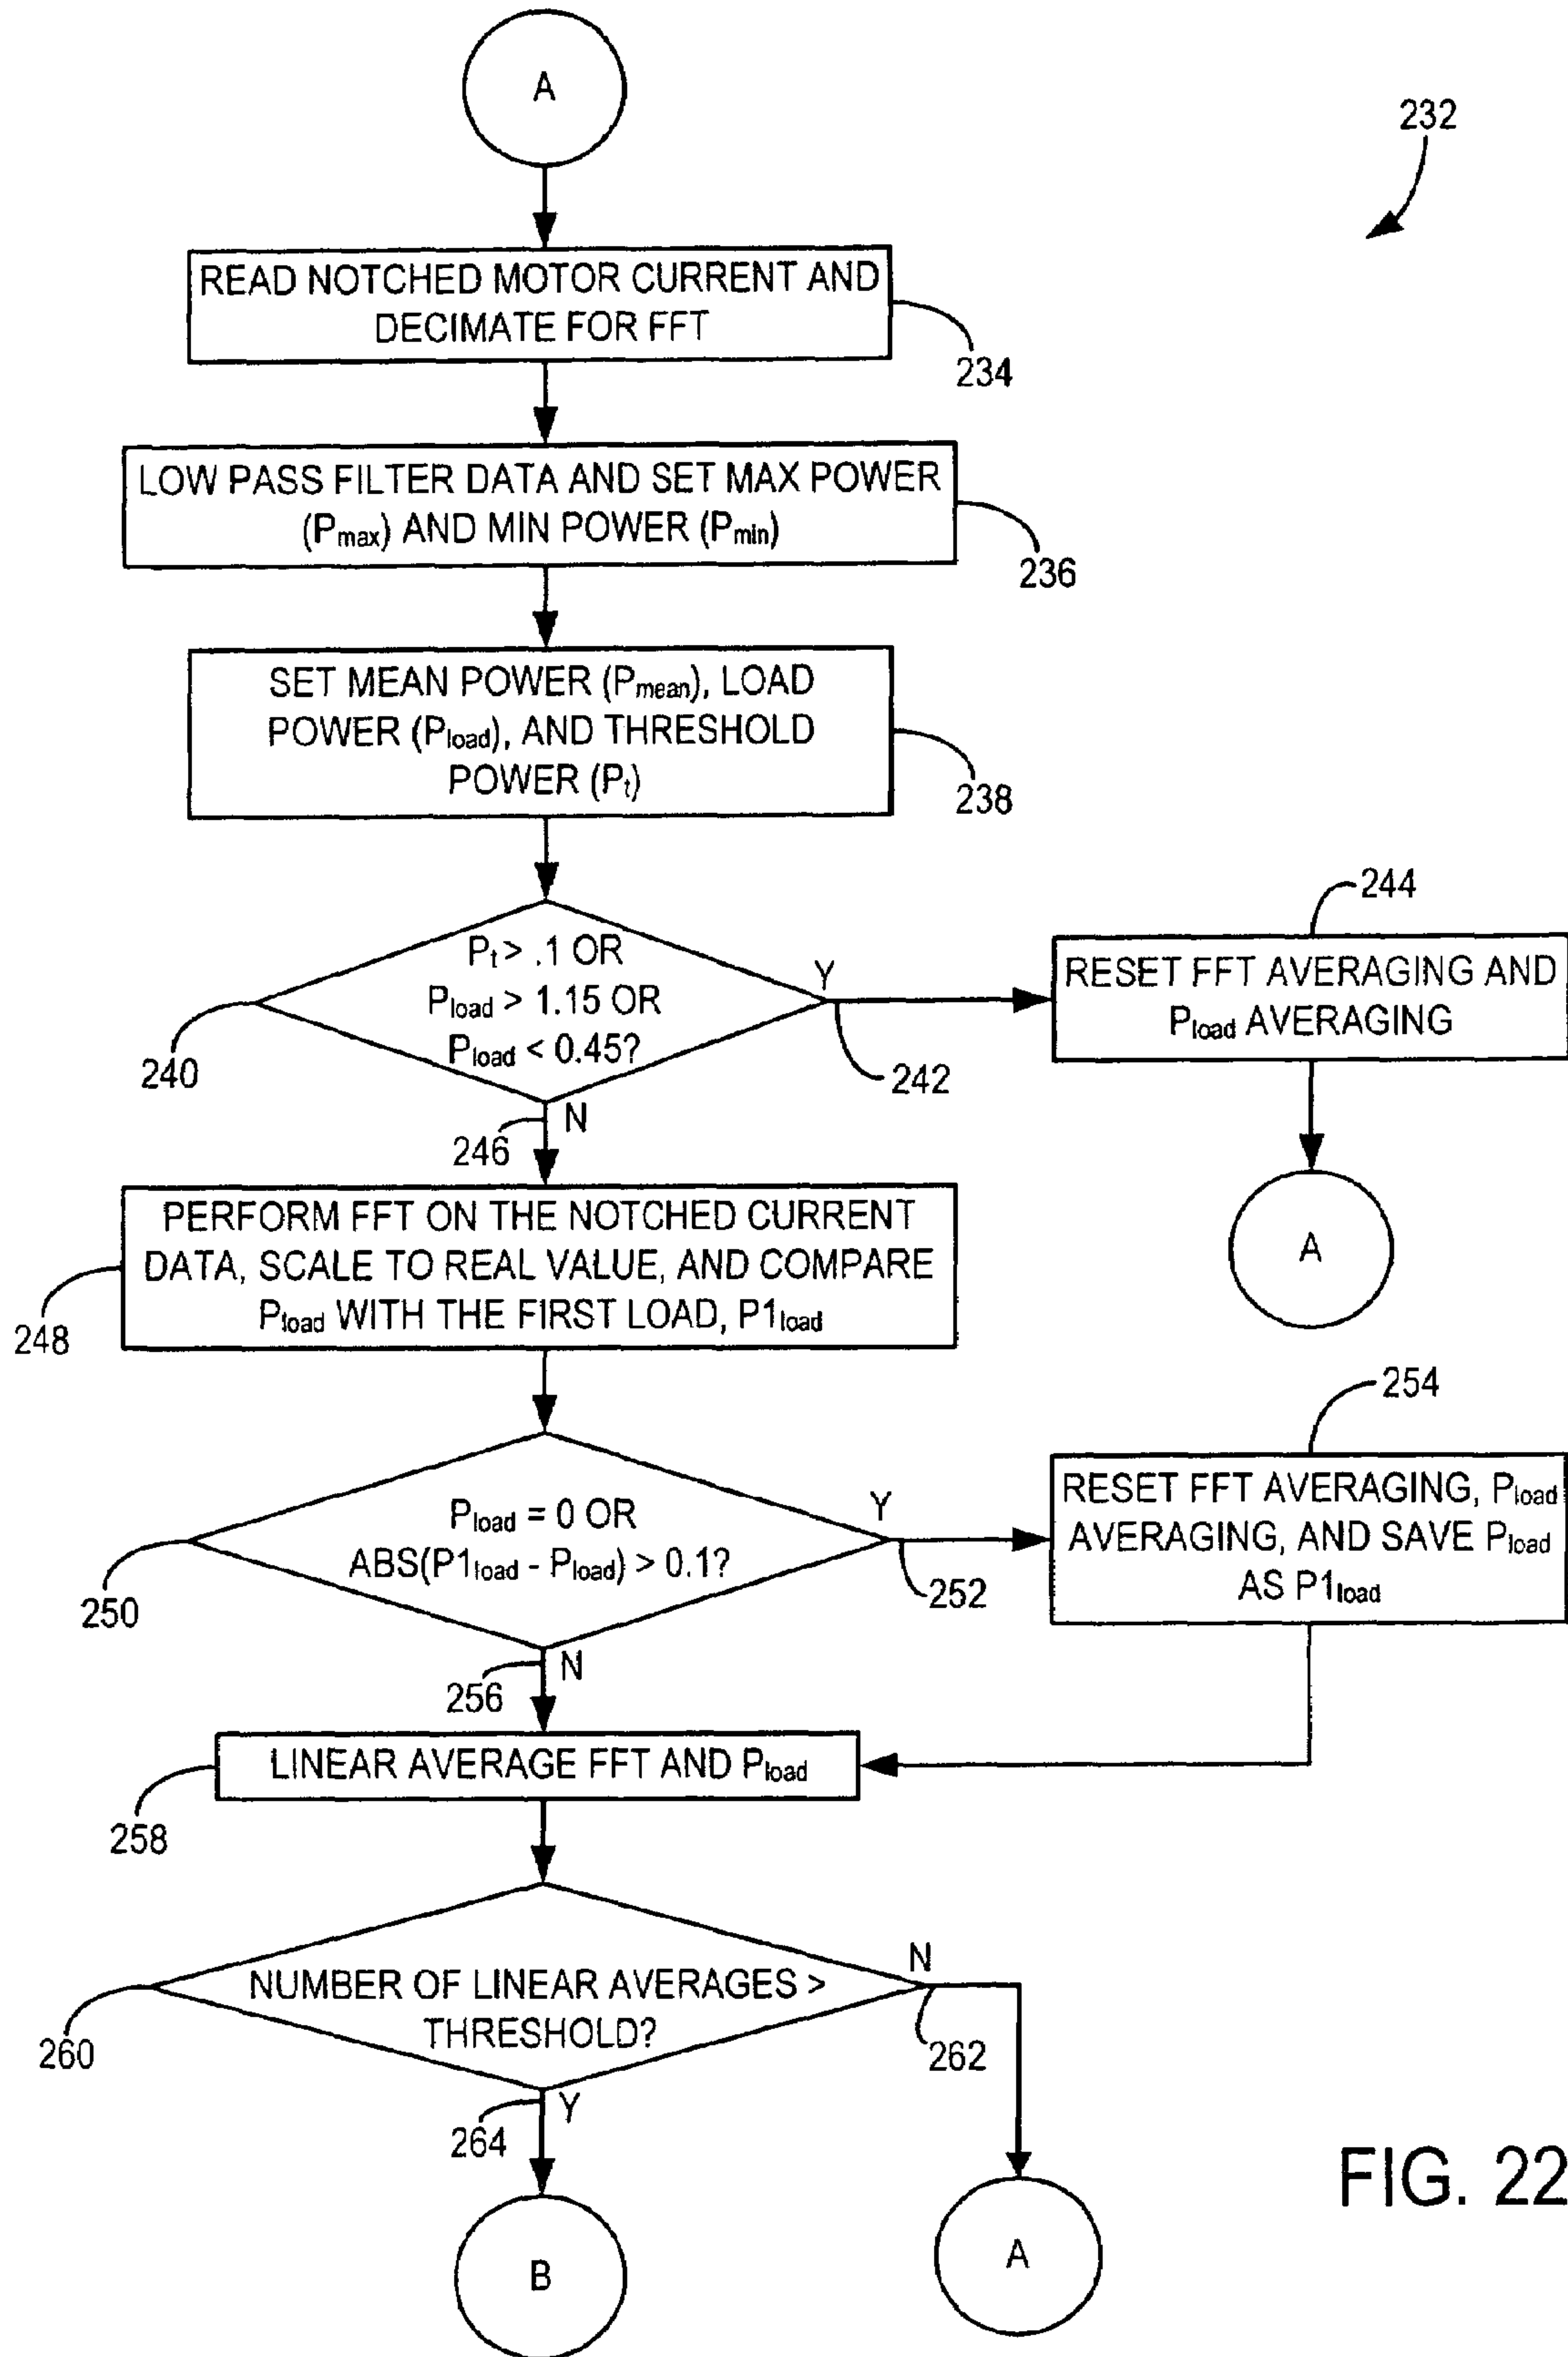 A
232
READ NOTCHED MOTOR CURRENT AND
DECIMATE FOR FFT
234
LOW PASS FILTER DATA AND SET MAX POWER
(Pmax) AND MIN POWER (Pmin)
236
SET MEAN POWER (Pmean), LOAD
POWER (Pload), AND THRESHOLD
POWER (Pt)
238
Pt > .1 OR
Pload > 1.15 OR
Pload < 0.45?
240
Y
242
244
RESET FFT AVERAGING AND
Pload AVERAGING
A
N
246
PERFORM FFT ON THE NOTCHED CURRENT
DATA, SCALE TO REAL VALUE, AND COMPARE
Pload WITH THE FIRST LOAD, P1load
248
Pload = 0 OR
ABS(P1load - Pload) > 0.1?
250
Y
252
254
RESET FFT AVERAGING, Pload
AVERAGING, AND SAVE Pload
AS P1load
N
256
LINEAR AVERAGE FFT AND Pload
258
NUMBER OF LINEAR AVERAGES >
THRESHOLD?
260
N
262
Y
264
B
A
FIG. 22